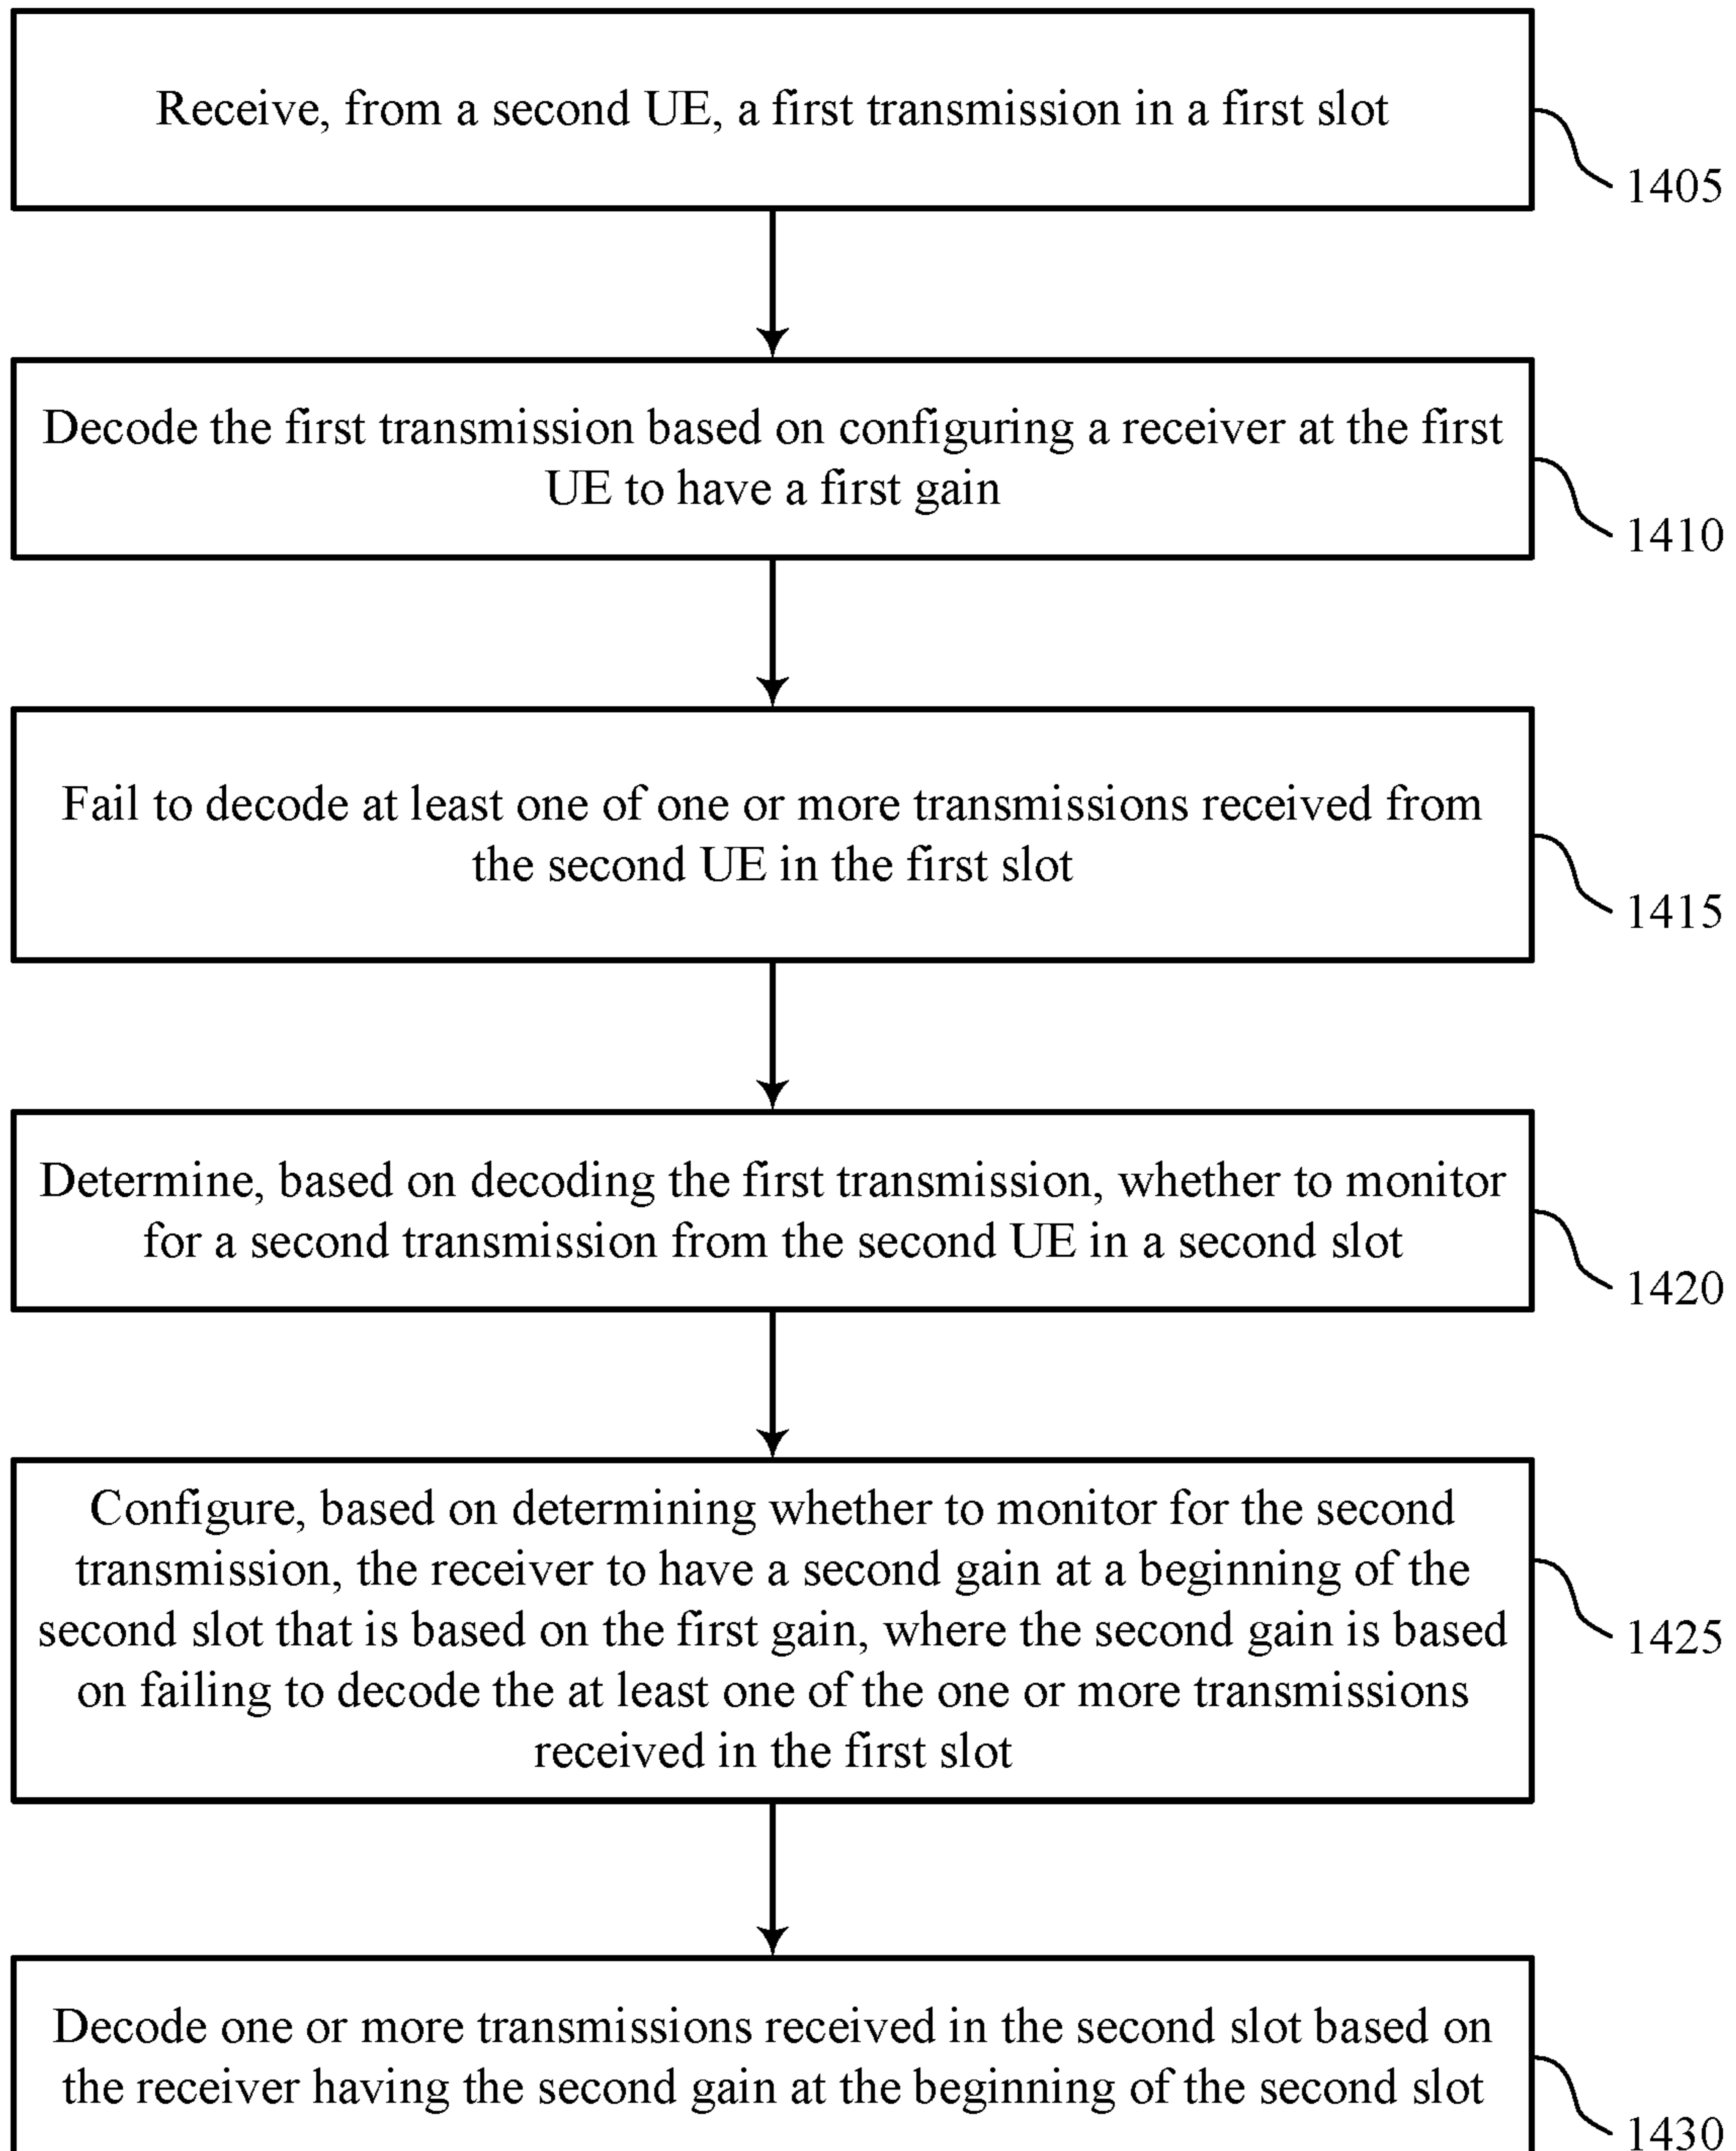 Receive, from a second UE, a first transmission in a first slot
1405
Decode the first transmission based on configuring a receiver at the first
UE to have a first gain
1410
Fail to decode at least one of one or more transmissions received from
the second UE in the first slot
1415
Determine, based on decoding the first transmission, whether to monitor
for a second transmission from the second UE in a second slot
1420
Configure, based on determining whether to monitor for the second
transmission, the receiver to have a second gain at a beginning of the
second slot that is based on the first gain, where the second gain is based
on failing to decode the at least one of the one or more transmissions
received in the first slot
1425
Decode one or more transmissions received in the second slot based on
the receiver having the second gain at the beginning of the second slot
1430